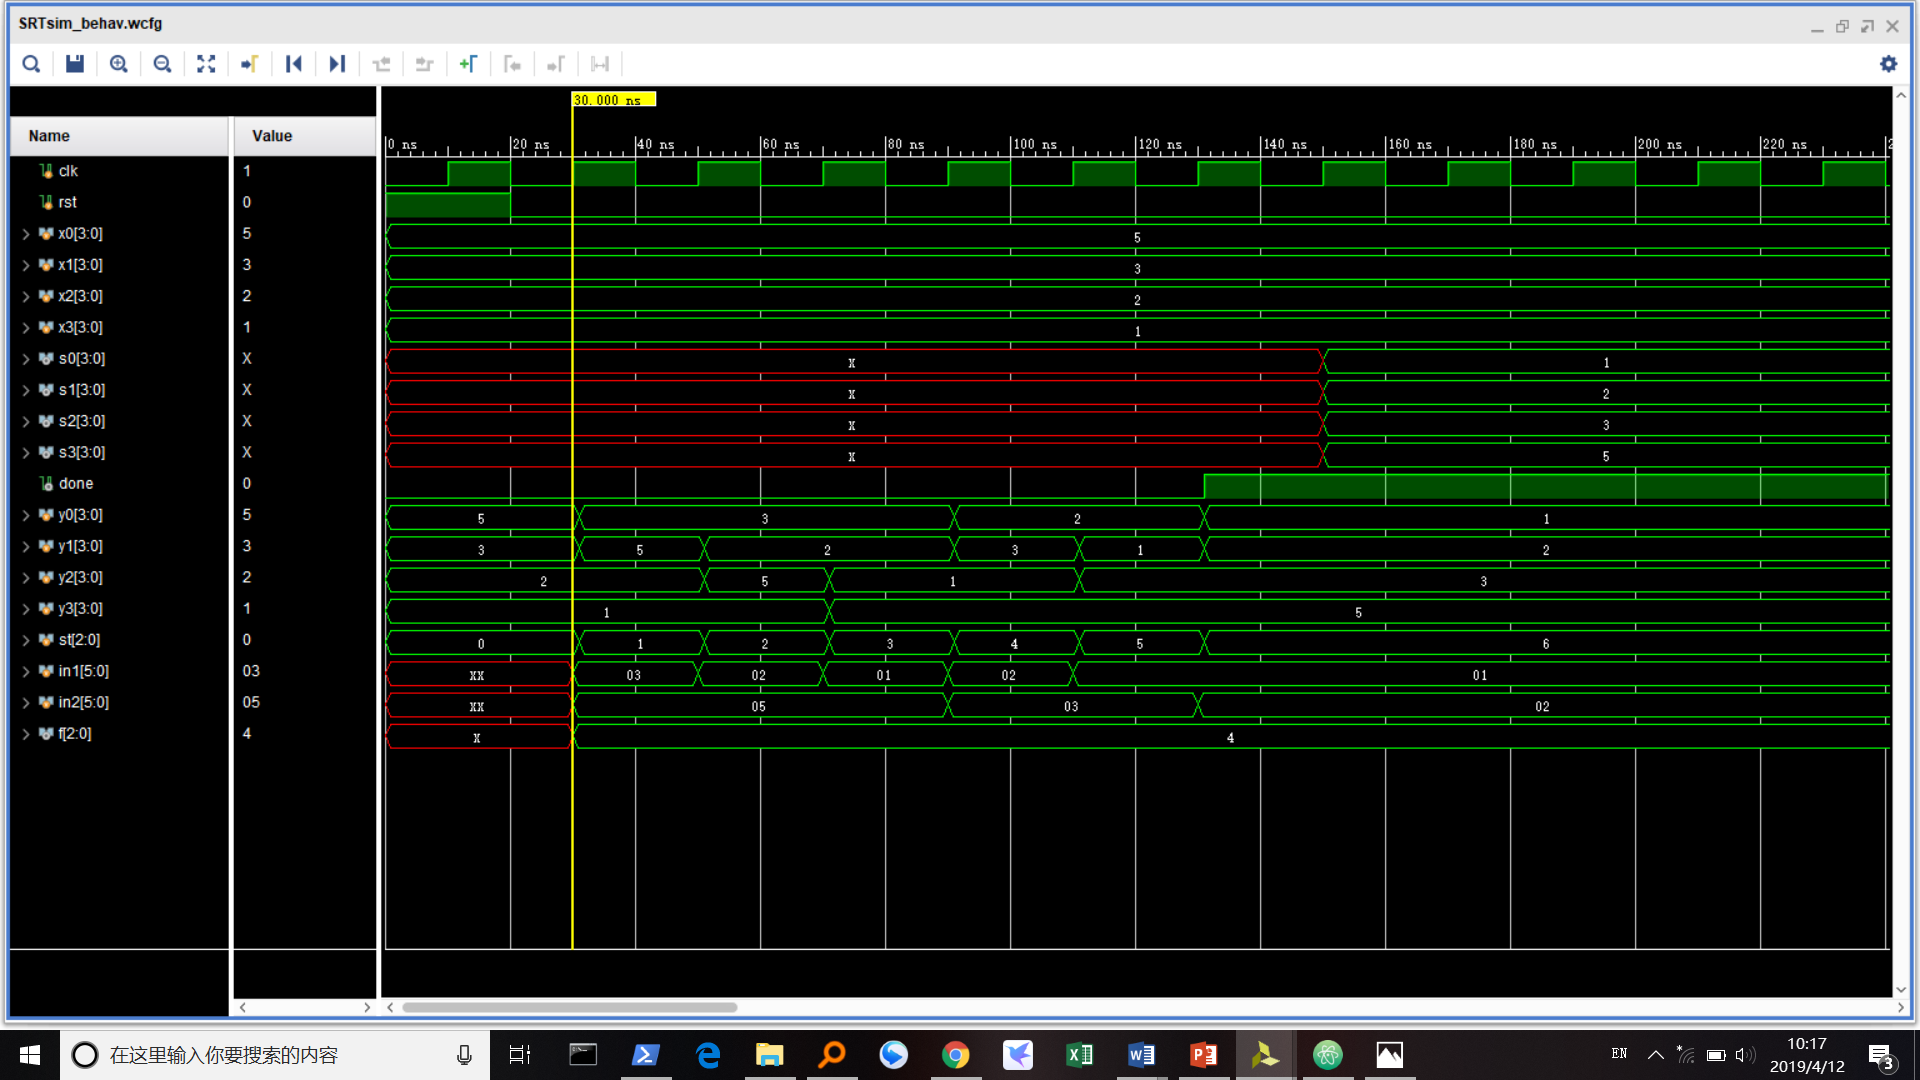 SRTsim_behav.wcfg
30.000 ns
Name Value
0 ns 20 ns 40 ns 60 ns 80 ns 100 ns 120 ns 140 ns 160 ns 180 ns 200 ns 220 ns 2
clk 1
rst 0
x0[3:0] 5 5
x1[3:0] 3 3
x2[3:0] 2 2
x3[3:0] 1 1
s0[3:0] X X 1
s1[3:0] X X 2
s2[3:0] X X 3
s3[3:0] X X 5
done 0
y0[3:0] 5 5 3 2 1
y1[3:0] 3 3 5 2 3 1 2
y2[3:0] 2 2 5 1 3
y3[3:0] 1 1 5
st[2:0] 0 0 1 2 3 4 5 6
in1[5:0] 03 XX 03 02 01 02 01
in2[5:0] 05 XX 05 03 02
f[2:0] 4 X 4
在这里输入你要搜索的内容
EN
10:17
2019/4/12
3